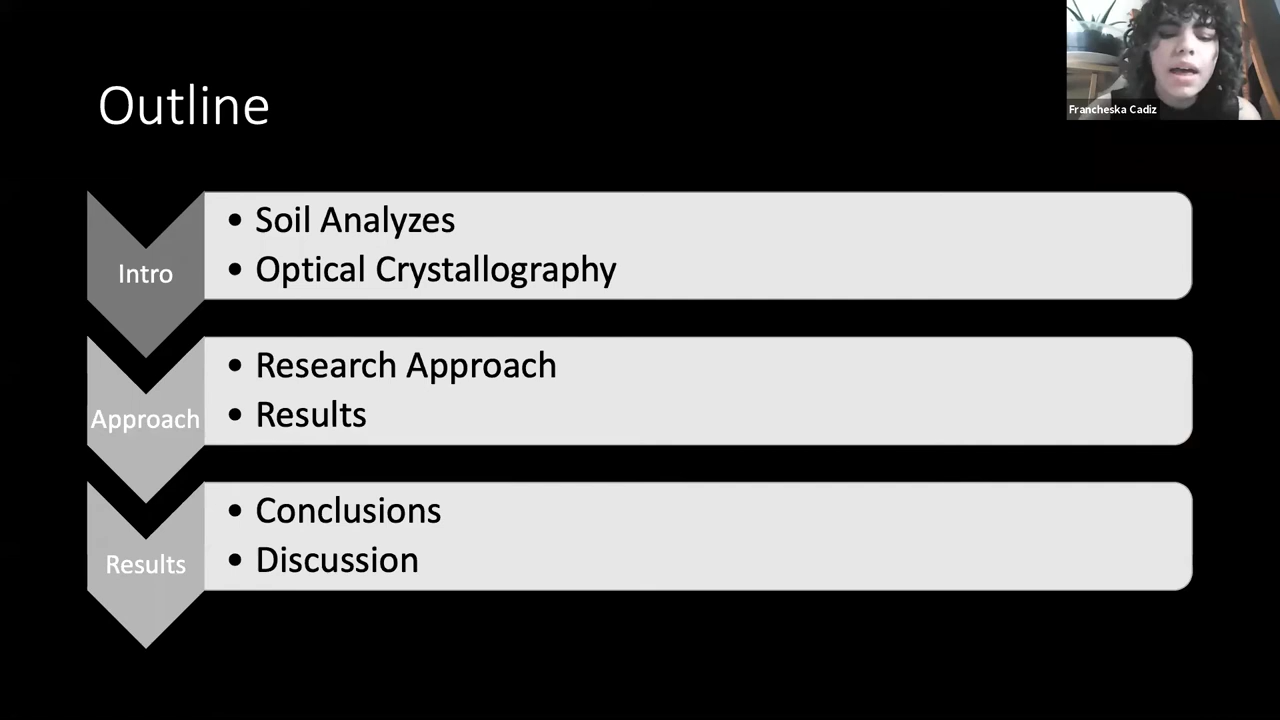 Outline
Francheska Cadiz
Intro
• Soil Analyzes
• Optical Crystallography
Approach
• Research Approach
• Results
Results
• Conclusions
• Discussion